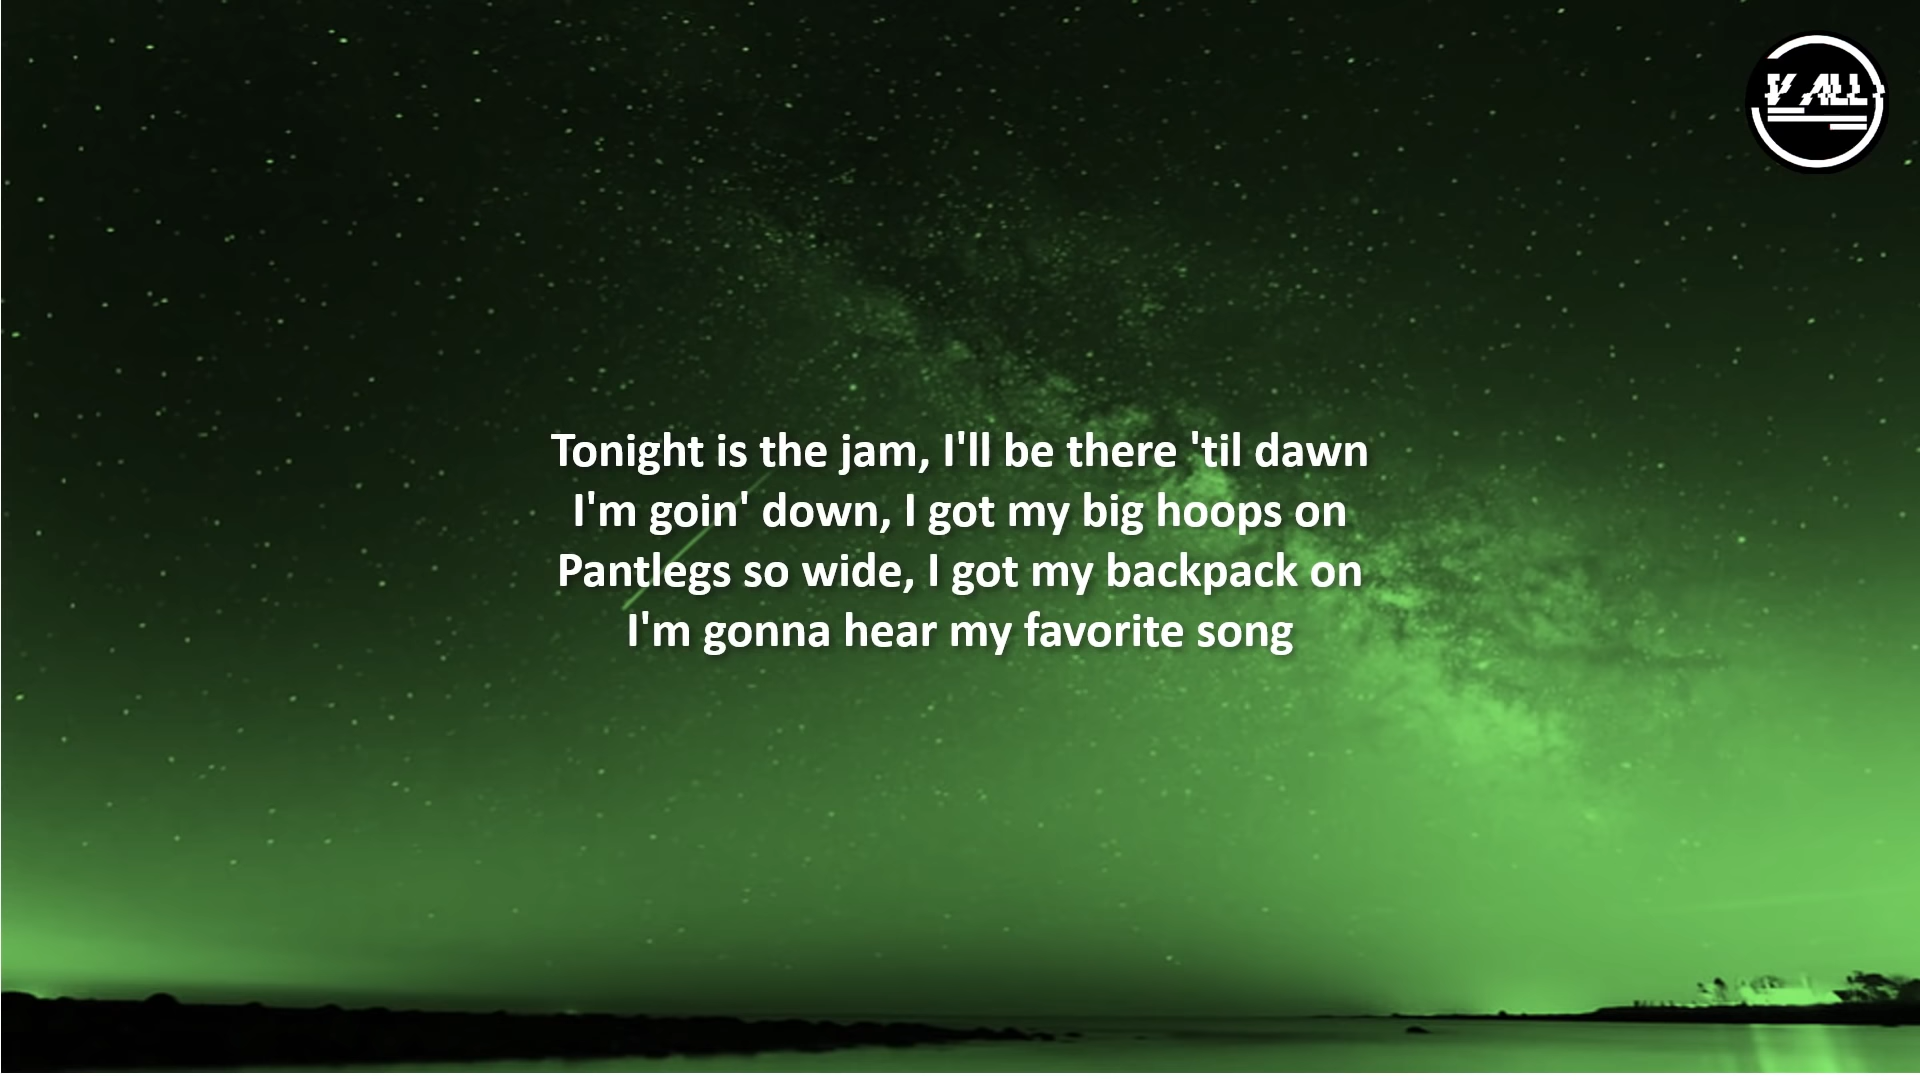 V ALL
Tonight is the jam, I'll be there 'til dawn
I'm goin' down, I got my big hoops on
Pantlegs so wide, I got my backpack on
I'm gonna hear my favorite song